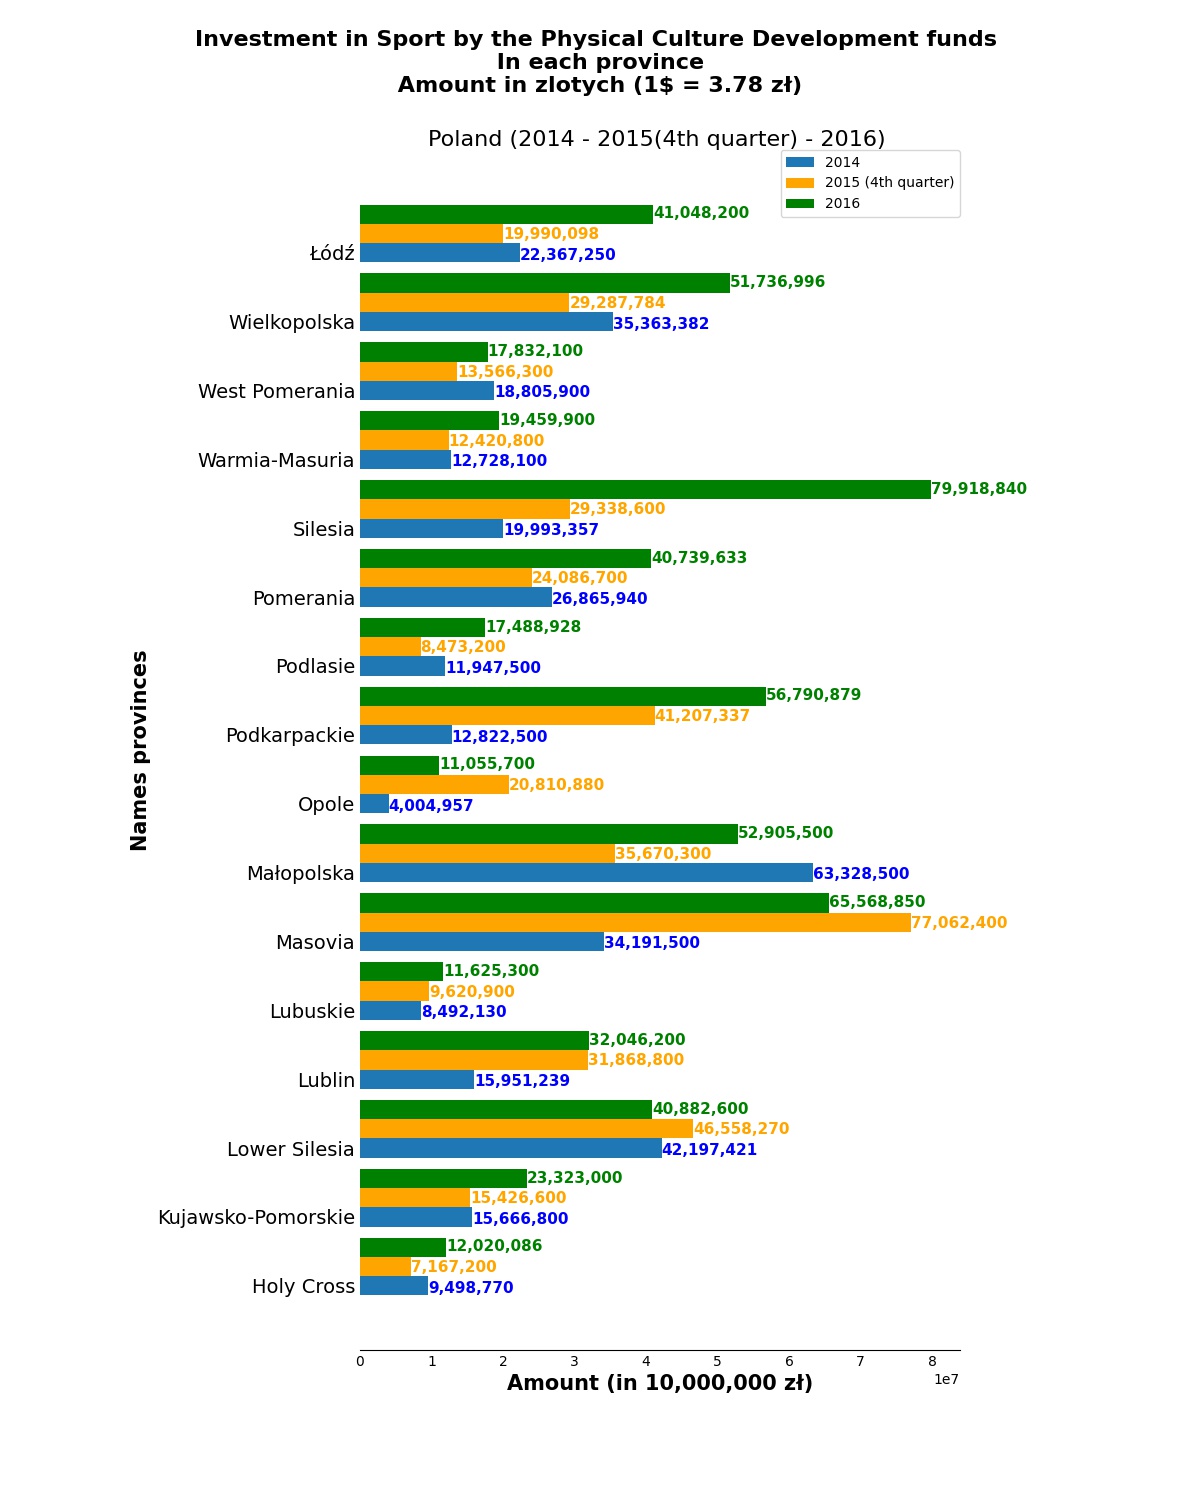 Investment in Sport by the Physical Culture Development funds
In each province
Amount in zlotych (1$ = 3.78 zł)
Poland (2014 - 2015(4th quarter) - 2016)
2014
2015 (4th quarter)
2016
41,048,200
19,990,098
Łódź 22,367,250
51,736,996
29,287,784
Wielkopolska 35,363,382
17,832,100
13,566,300
West Pomerania 18,805,900
19,459,900
12,420,800
Warmia-Masuria 12,728,100
79,918,840
29,338,600
Silesia 19,993,357
40,739,633
24,086,700
Pomerania 26,865,940
17,488,928
8,473,200
Podlasie 11,947,500
56,790,879
41,207,337
Podkarpackie 12,822,500
11,055,700
20,810,880
Opole 4,004,957
52,905,500
35,670,300
Małopolska 63,328,500
65,568,850
77,062,400
Masovia 34,191,500
11,625,300
9,620,900
Lubuskie 8,492,130
32,046,200
31,868,800
Lublin 15,951,239
40,882,600
46,558,270
Lower Silesia 42,197,421
23,323,000
15,426,600
Kujawsko-Pomorskie 15,666,800
12,020,086
7,167,200
Holy Cross 9,498,770
Names provinces
0 1 2 3 4 5 6 7 8
1e7
Amount (in 10,000,000 zł)